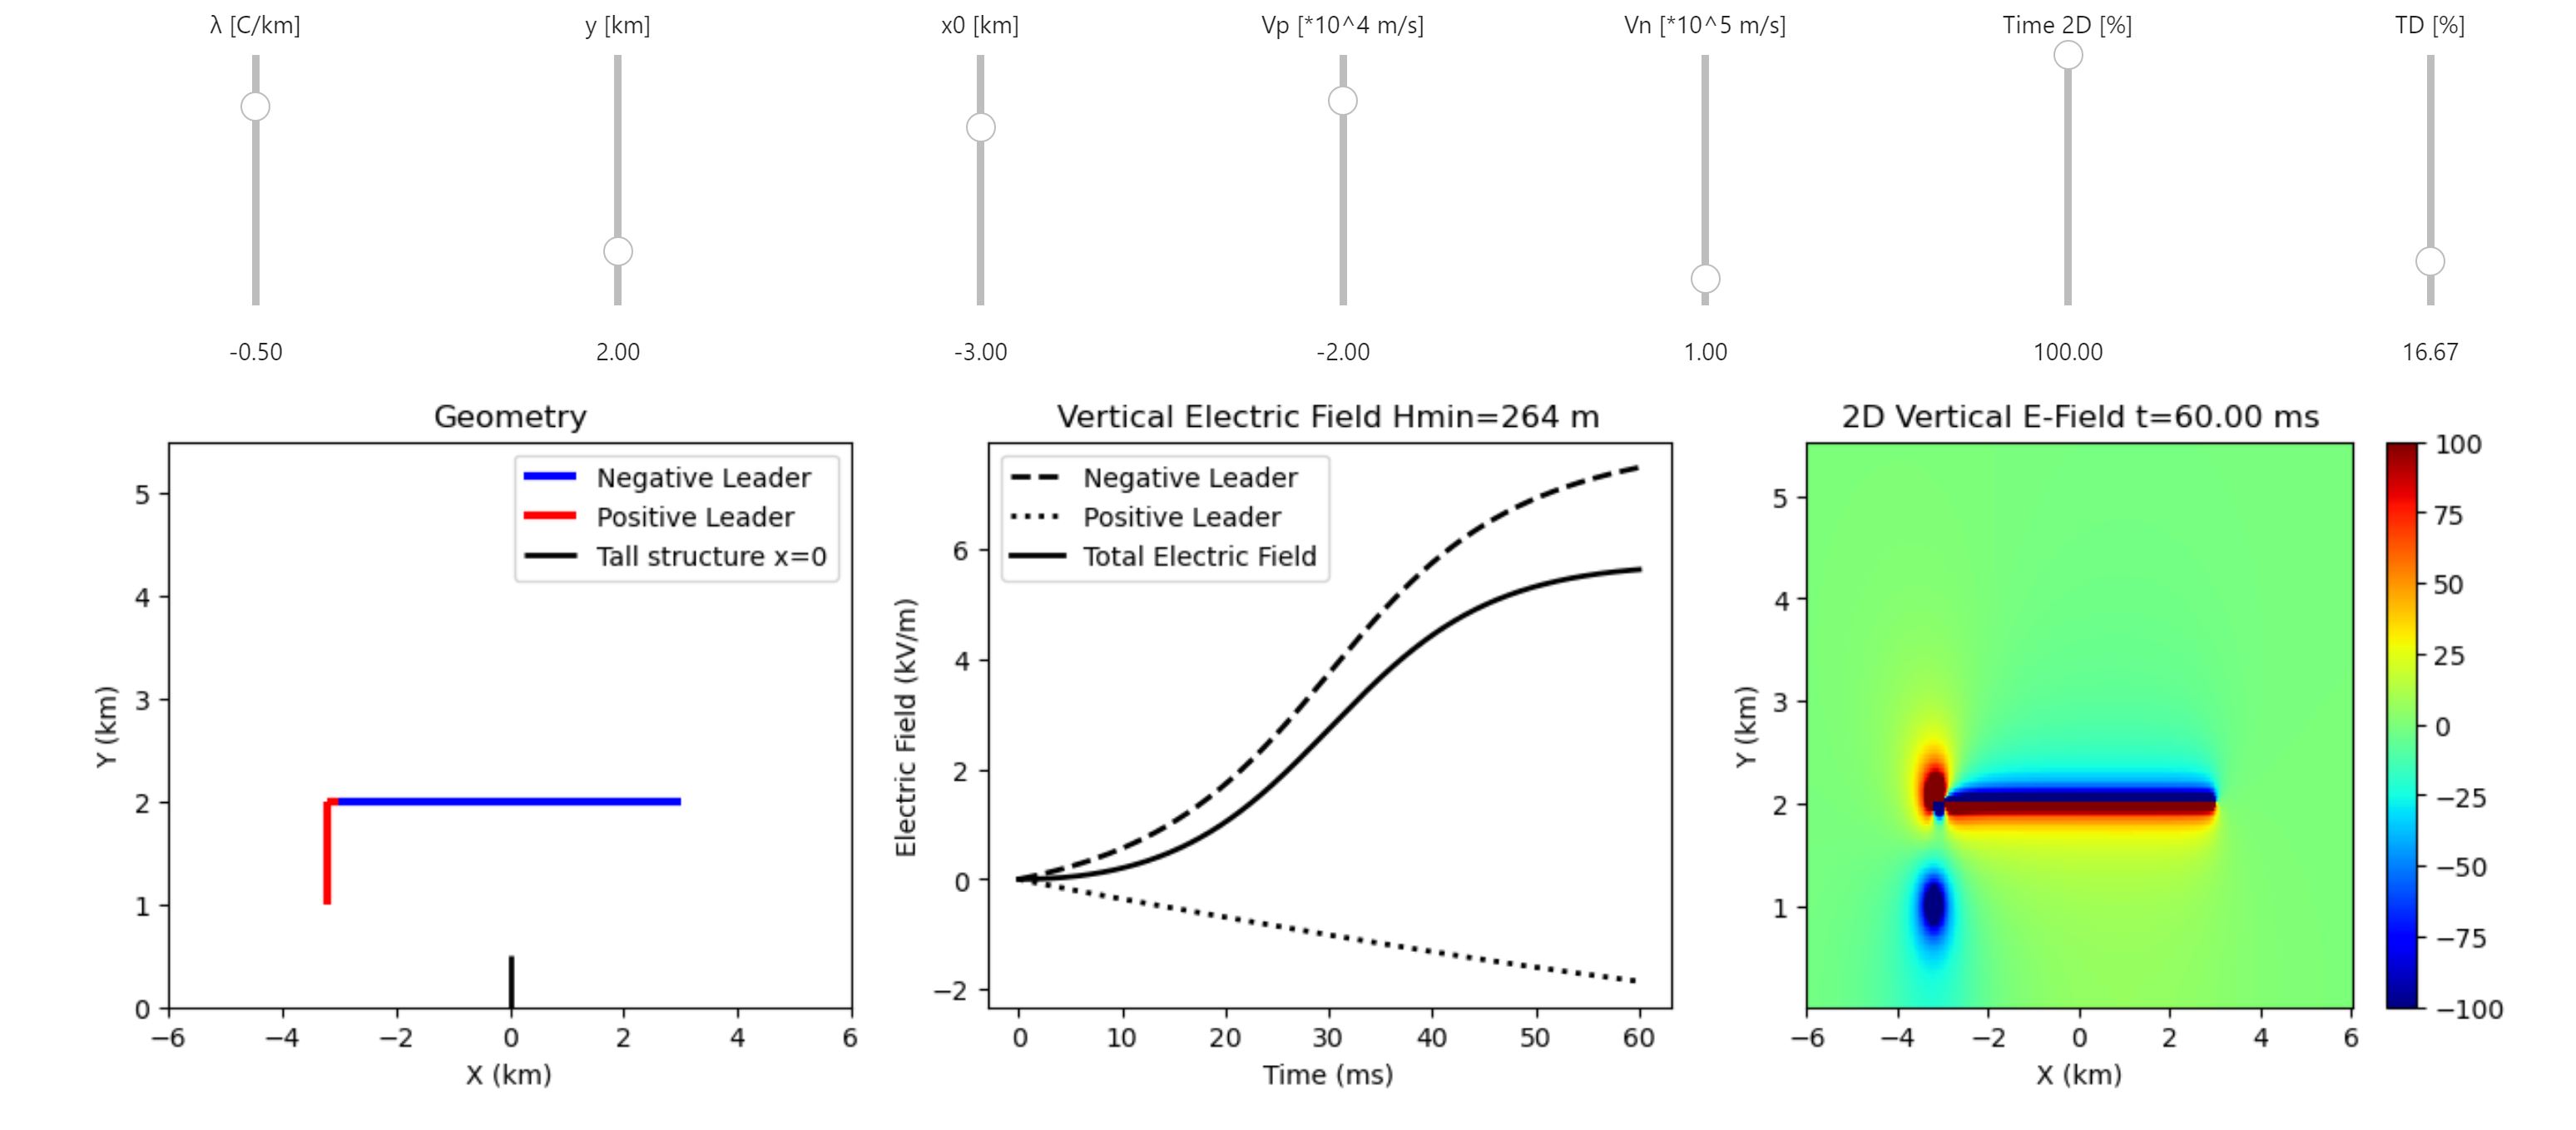 λ [C/km] y [km] x0 [km] Vp [*10^4 m/s] Vn [*10^5 m/s] Time 2D [%] TD [%]
-0.50 2.00 -3.00 -2.00 1.00 100.00 16.67
Geometry
Negative Leader
Positive Leader
Tall structure x=0
Y (km)
5
4
3
2
1
0
−6 −4 −2 0 2 4 6
X (km)
Vertical Electric Field Hmin=264 m
Negative Leader
Positive Leader
Total Electric Field
Electric Field (kV/m)
6
4
2
0
−2
0 10 20 30 40 50 60
Time (ms)
2D Vertical E-Field t=60.00 ms
Y (km)
5
4
3
2
1
−6 −4 −2 0 2 4 6
X (km)
100
75
50
25
0
−25
−50
−75
−100